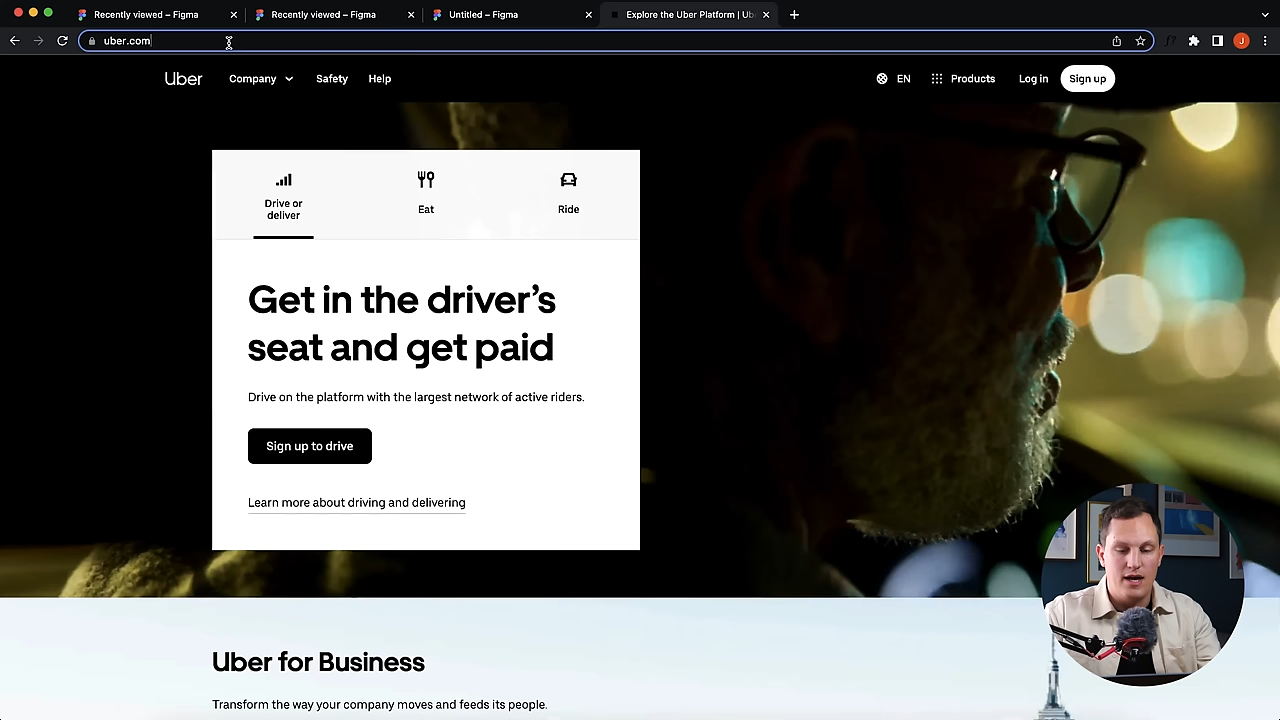 Recently viewed – Figma
Recently viewed – Figma
Untitled – Figma
Explore the Uber Platform | Ub
uber.com
Uber
Company
Safety
Help
EN
Products
Log in
Sign up
Drive or
deliver
Eat
Ride
Get in the driver’s
seat and get paid
Drive on the platform with the largest network of active riders.
Sign up to drive
Learn more about driving and delivering
Uber for Business
Transform the way your company moves and feeds its people.
J